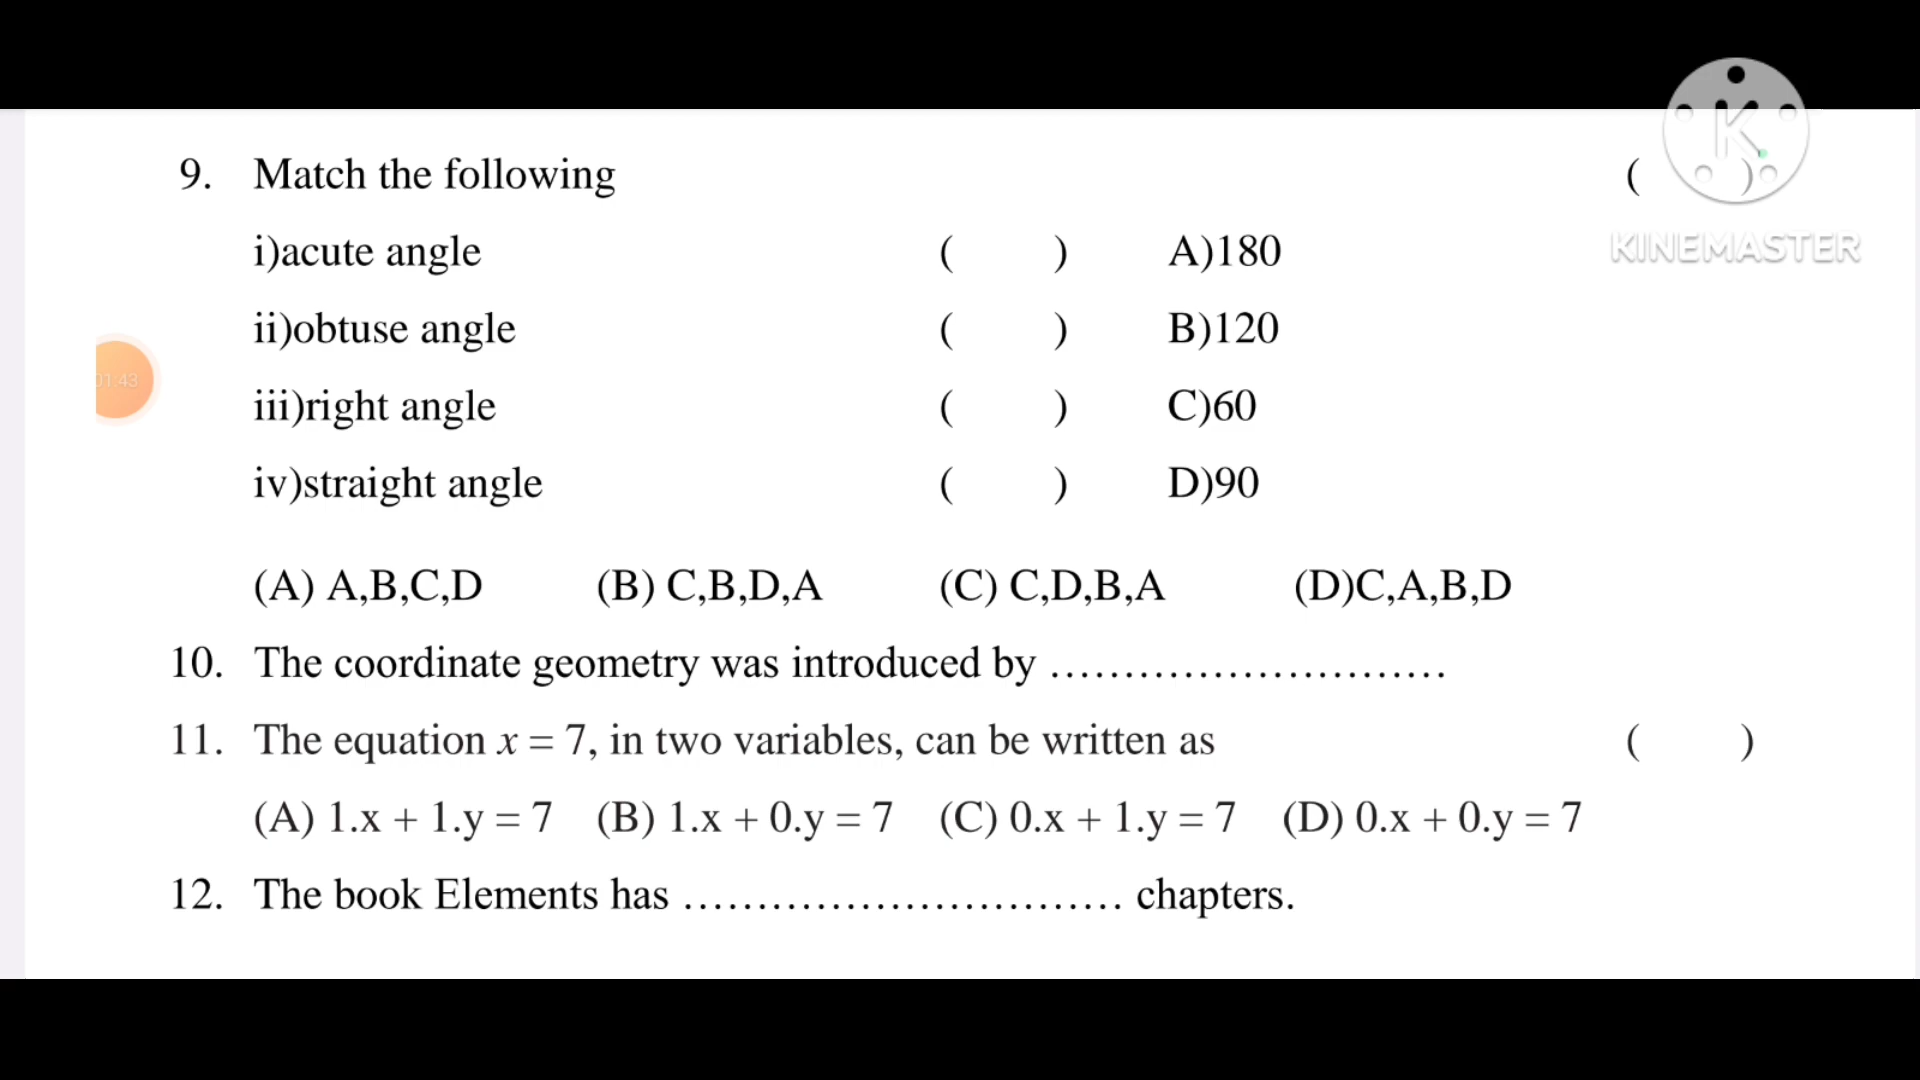 9. Match the following ( )
KINEMASTER
i)acute angle ( ) A)180
ii)obtuse angle ( ) B)120
01:43
iii)right angle ( ) C)60
iv)straight angle ( ) D)90
(A) A,B,C,D (B) C,B,D,A (C) C,D,B,A (D)C,A,B,D
10. The coordinate geometry was introduced by ...........................
11. The equation x = 7, in two variables, can be written as ( )
(A) 1.x + 1.y = 7 (B) 1.x + 0.y = 7 (C) 0.x + 1.y = 7 (D) 0.x + 0.y = 7
12. The book Elements has .............................. chapters.